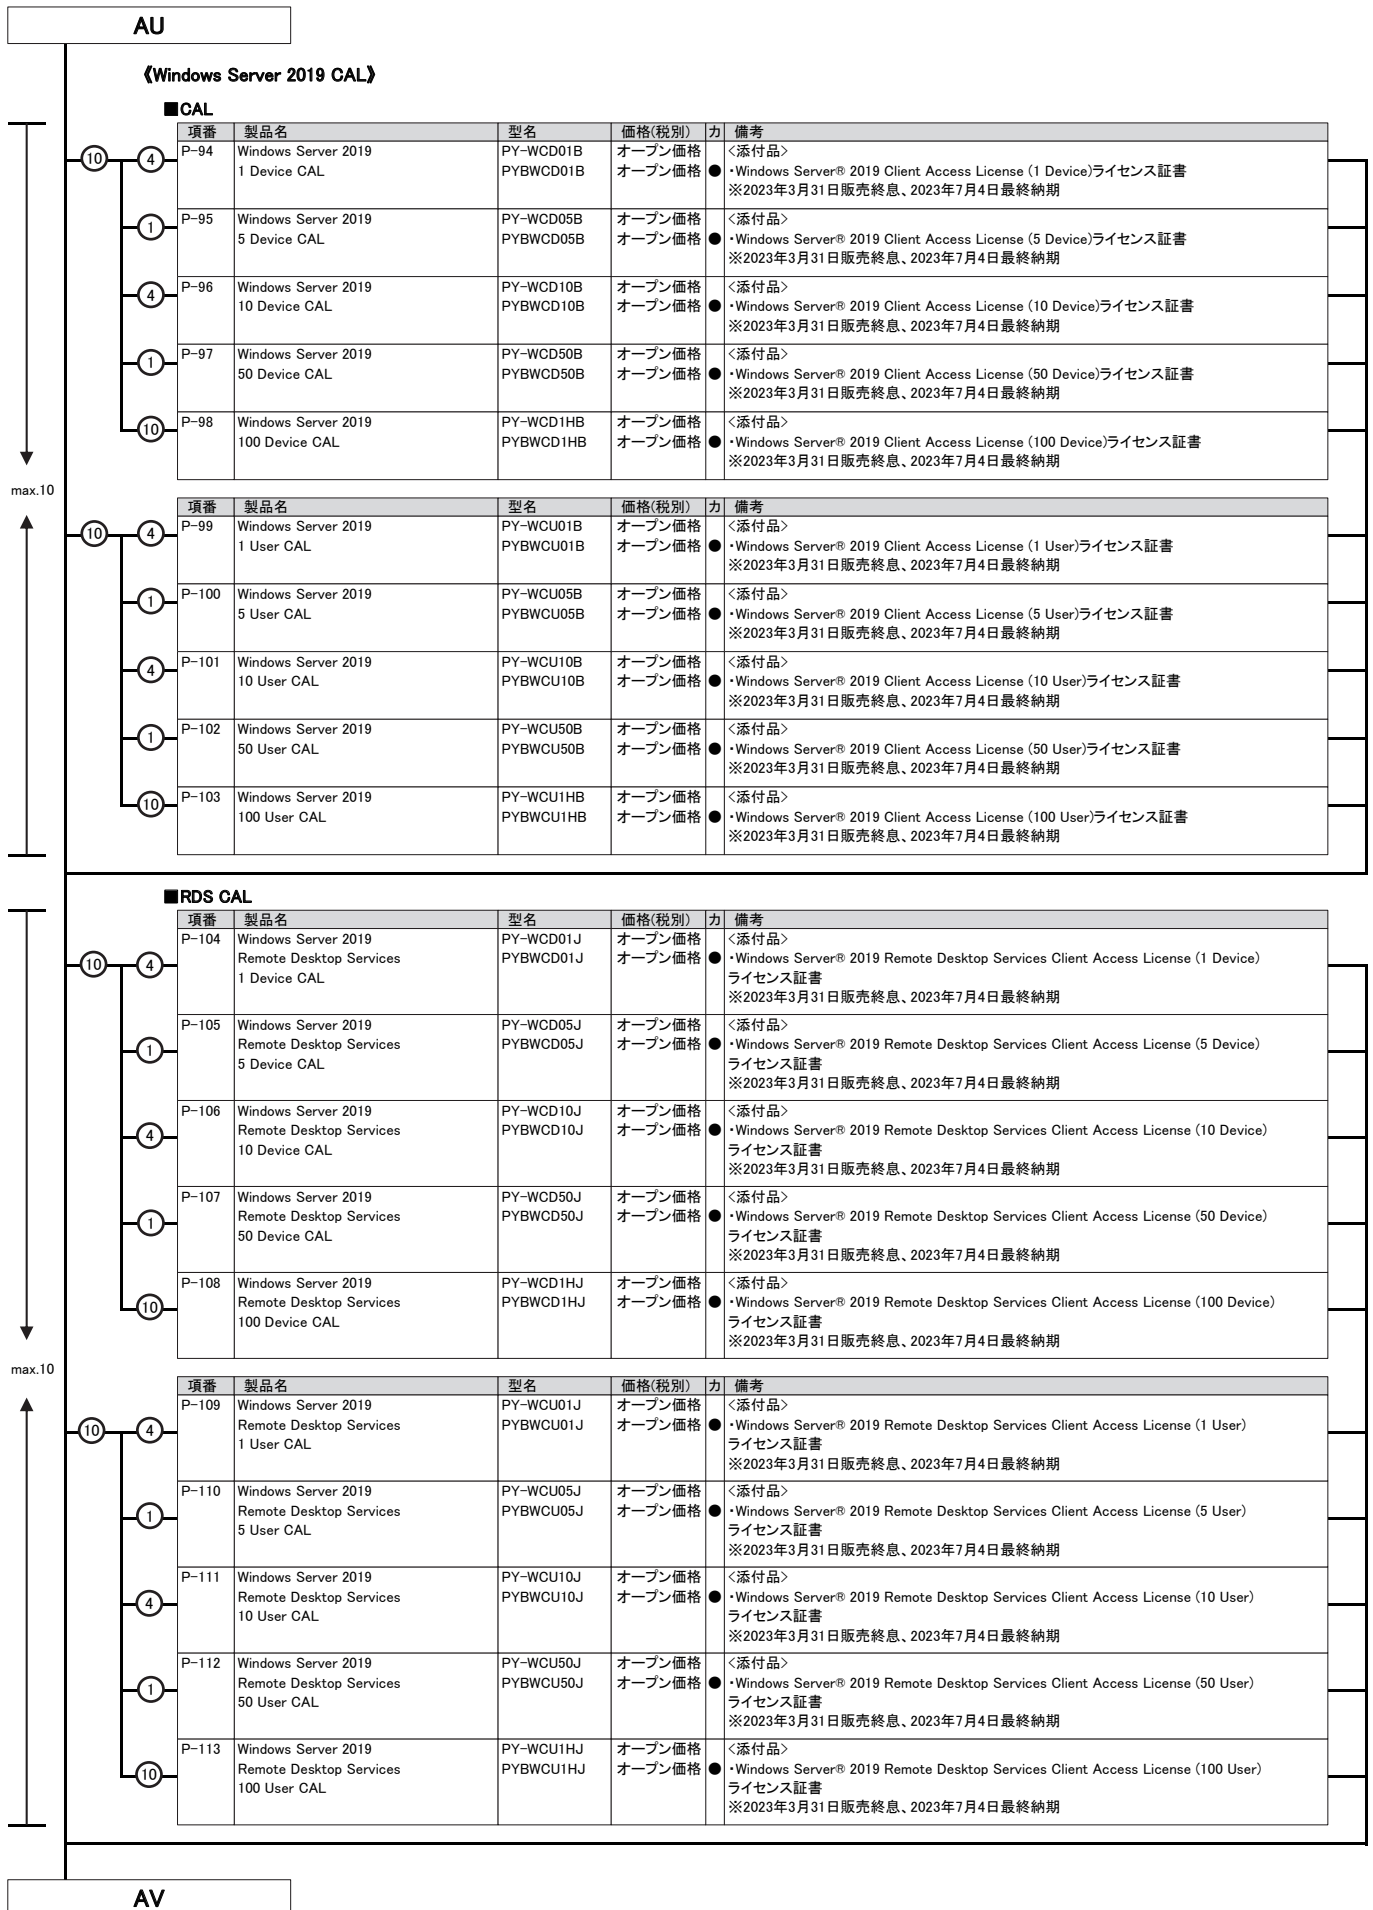 AU
《Windows Server 2019 CAL》
■CAL
項番 製品名 型名 価格(税別) カ 備考
10 4 P-94 Windows Server 2019 PY-WCD01B オープン価格 <添付品>
1 Device CAL PYBWCD01B オープン価格 ● ・Windows Server® 2019 Client Access License (1 Device)ライセンス証書
※2023年3月31日販売終息、2023年7月4日最終納期
1 P-95 Windows Server 2019 PY-WCD05B オープン価格 <添付品>
5 Device CAL PYBWCD05B オープン価格 ● ・Windows Server® 2019 Client Access License (5 Device)ライセンス証書
※2023年3月31日販売終息、2023年7月4日最終納期
4 P-96 Windows Server 2019 PY-WCD10B オープン価格 <添付品>
10 Device CAL PYBWCD10B オープン価格 ● ・Windows Server® 2019 Client Access License (10 Device)ライセンス証書
※2023年3月31日販売終息、2023年7月4日最終納期
1 P-97 Windows Server 2019 PY-WCD50B オープン価格 <添付品>
50 Device CAL PYBWCD50B オープン価格 ● ・Windows Server® 2019 Client Access License (50 Device)ライセンス証書
※2023年3月31日販売終息、2023年7月4日最終納期
10 P-98 Windows Server 2019 PY-WCD1HB オープン価格 <添付品>
100 Device CAL PYBWCD1HB オープン価格 ● ・Windows Server® 2019 Client Access License (100 Device)ライセンス証書
※2023年3月31日販売終息、2023年7月4日最終納期
max.10
項番 製品名 型名 価格(税別) カ 備考
10 4 P-99 Windows Server 2019 PY-WCU01B オープン価格 <添付品>
1 User CAL PYBWCU01B オープン価格 ● ・Windows Server® 2019 Client Access License (1 User)ライセンス証書
※2023年3月31日販売終息、2023年7月4日最終納期
1 P-100 Windows Server 2019 PY-WCU05B オープン価格 <添付品>
5 User CAL PYBWCU05B オープン価格 ● ・Windows Server® 2019 Client Access License (5 User)ライセンス証書
※2023年3月31日販売終息、2023年7月4日最終納期
4 P-101 Windows Server 2019 PY-WCU10B オープン価格 <添付品>
10 User CAL PYBWCU10B オープン価格 ● ・Windows Server® 2019 Client Access License (10 User)ライセンス証書
※2023年3月31日販売終息、2023年7月4日最終納期
1 P-102 Windows Server 2019 PY-WCU50B オープン価格 <添付品>
50 User CAL PYBWCU50B オープン価格 ● ・Windows Server® 2019 Client Access License (50 User)ライセンス証書
※2023年3月31日販売終息、2023年7月4日最終納期
10 P-103 Windows Server 2019 PY-WCU1HB オープン価格 <添付品>
100 User CAL PYBWCU1HB オープン価格 ● ・Windows Server® 2019 Client Access License (100 User)ライセンス証書
※2023年3月31日販売終息、2023年7月4日最終納期
■RDS CAL
項番 製品名 型名 価格(税別) カ 備考
P-104 Windows Server 2019 PY-WCD01J オープン価格 <添付品>
10 4 Remote Desktop Services PYBWCD01J オープン価格 ● ・Windows Server® 2019 Remote Desktop Services Client Access License (1 Device)
1 Device CAL ライセンス証書
※2023年3月31日販売終息、2023年7月4日最終納期
P-105 Windows Server 2019 PY-WCD05J オープン価格 <添付品>
1 Remote Desktop Services PYBWCD05J オープン価格 ● ・Windows Server® 2019 Remote Desktop Services Client Access License (5 Device)
5 Device CAL ライセンス証書
※2023年3月31日販売終息、2023年7月4日最終納期
P-106 Windows Server 2019 PY-WCD10J オープン価格 <添付品>
4 Remote Desktop Services PYBWCD10J オープン価格 ● ・Windows Server® 2019 Remote Desktop Services Client Access License (10 Device)
10 Device CAL ライセンス証書
※2023年3月31日販売終息、2023年7月4日最終納期
P-107 Windows Server 2019 PY-WCD50J オープン価格 <添付品>
1 Remote Desktop Services PYBWCD50J オープン価格 ● ・Windows Server® 2019 Remote Desktop Services Client Access License (50 Device)
50 Device CAL ライセンス証書
※2023年3月31日販売終息、2023年7月4日最終納期
P-108 Windows Server 2019 PY-WCD1HJ オープン価格 <添付品>
10 Remote Desktop Services PYBWCD1HJ オープン価格 ● ・Windows Server® 2019 Remote Desktop Services Client Access License (100 Device)
100 Device CAL ライセンス証書
※2023年3月31日販売終息、2023年7月4日最終納期
max.10
項番 製品名 型名 価格(税別) カ 備考
P-109 Windows Server 2019 PY-WCU01J オープン価格 <添付品>
10 4 Remote Desktop Services PYBWCU01J オープン価格 ● ・Windows Server® 2019 Remote Desktop Services Client Access License (1 User)
1 User CAL ライセンス証書
※2023年3月31日販売終息、2023年7月4日最終納期
P-110 Windows Server 2019 PY-WCU05J オープン価格 <添付品>
1 Remote Desktop Services PYBWCU05J オープン価格 ● ・Windows Server® 2019 Remote Desktop Services Client Access License (5 User)
5 User CAL ライセンス証書
※2023年3月31日販売終息、2023年7月4日最終納期
P-111 Windows Server 2019 PY-WCU10J オープン価格 <添付品>
4 Remote Desktop Services PYBWCU10J オープン価格 ● ・Windows Server® 2019 Remote Desktop Services Client Access License (10 User)
10 User CAL ライセンス証書
※2023年3月31日販売終息、2023年7月4日最終納期
P-112 Windows Server 2019 PY-WCU50J オープン価格 <添付品>
1 Remote Desktop Services PYBWCU50J オープン価格 ● ・Windows Server® 2019 Remote Desktop Services Client Access License (50 User)
50 User CAL ライセンス証書
※2023年3月31日販売終息、2023年7月4日最終納期
P-113 Windows Server 2019 PY-WCU1HJ オープン価格 <添付品>
10 Remote Desktop Services PYBWCU1HJ オープン価格 ● ・Windows Server® 2019 Remote Desktop Services Client Access License (100 User)
100 User CAL ライセンス証書
※2023年3月31日販売終息、2023年7月4日最終納期
AV